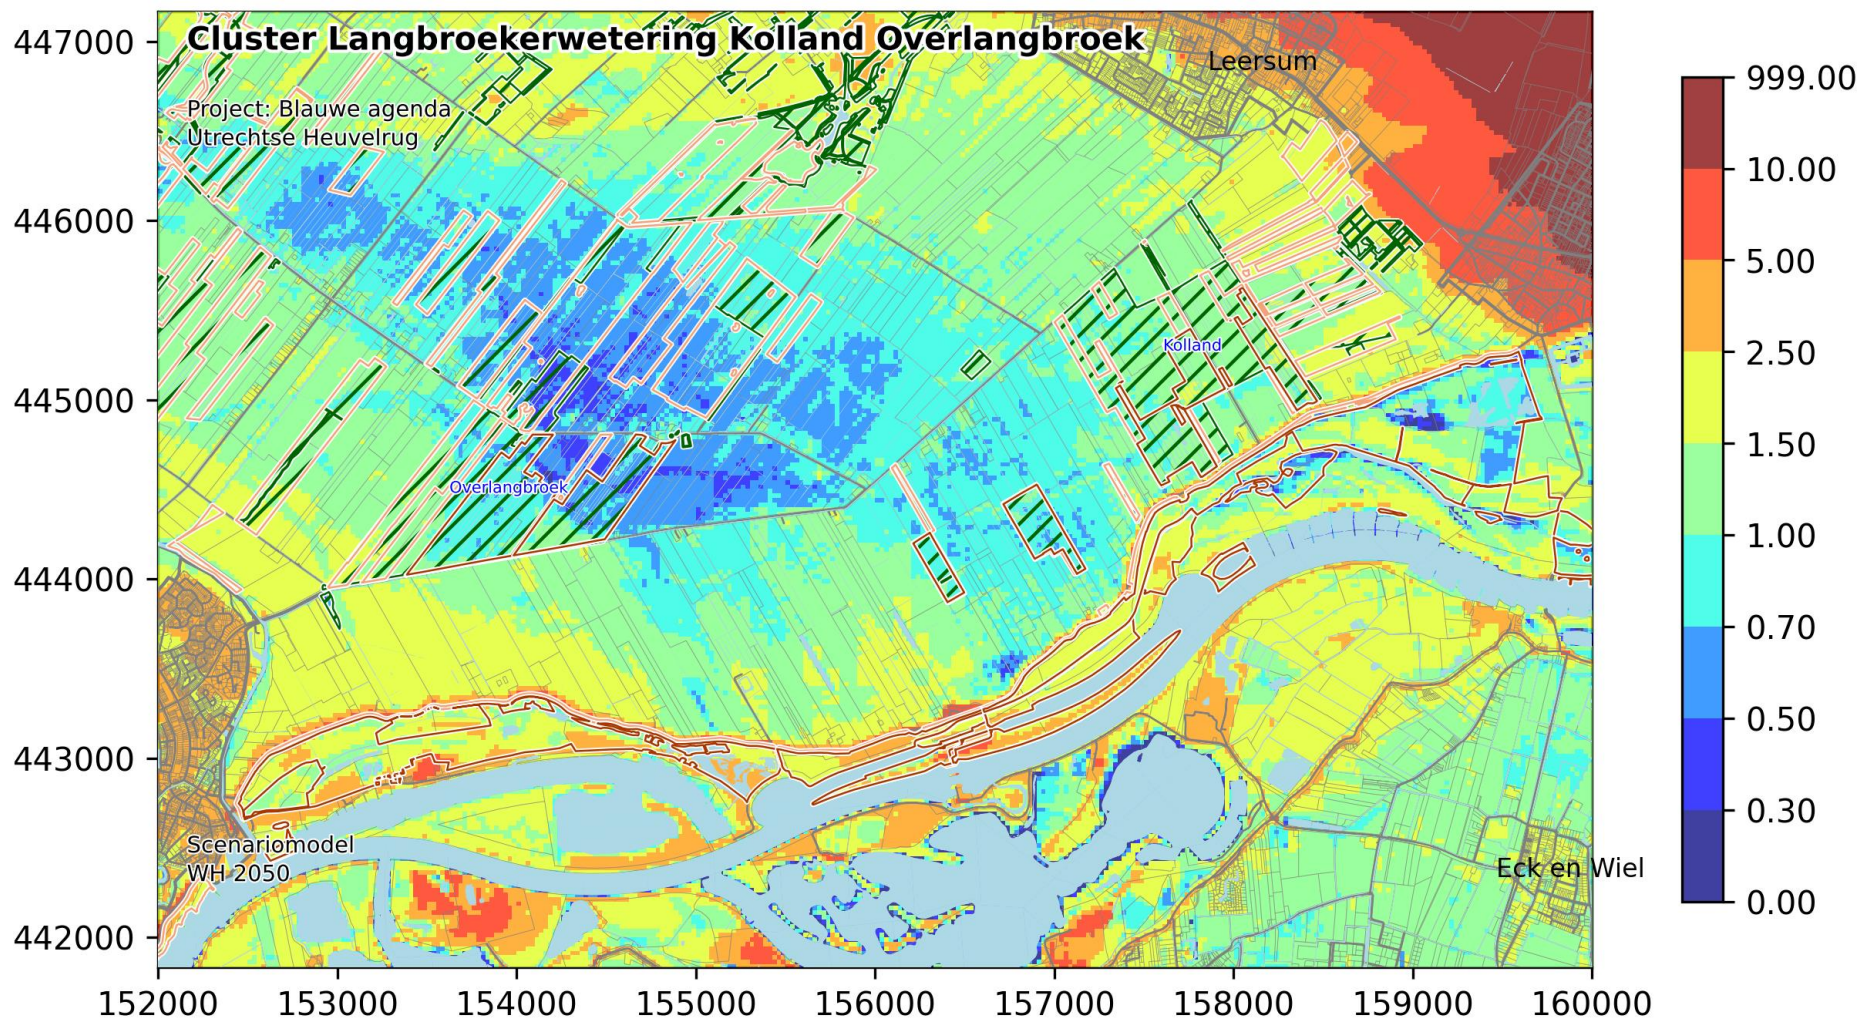 Cluster Langbroekerwetering Kolland Overlangbroek
Project: Blauwe agenda
Utrechtse Heuvelrug
Leersum
Kolland
Overlangbroek
Scenariomodel
WH 2050
Eck en Wiel
447000
446000
445000
444000
443000
442000
152000 153000 154000 155000 156000 157000 158000 159000 160000
999.00
10.00
5.00
2.50
1.50
1.00
0.70
0.50
0.30
0.00